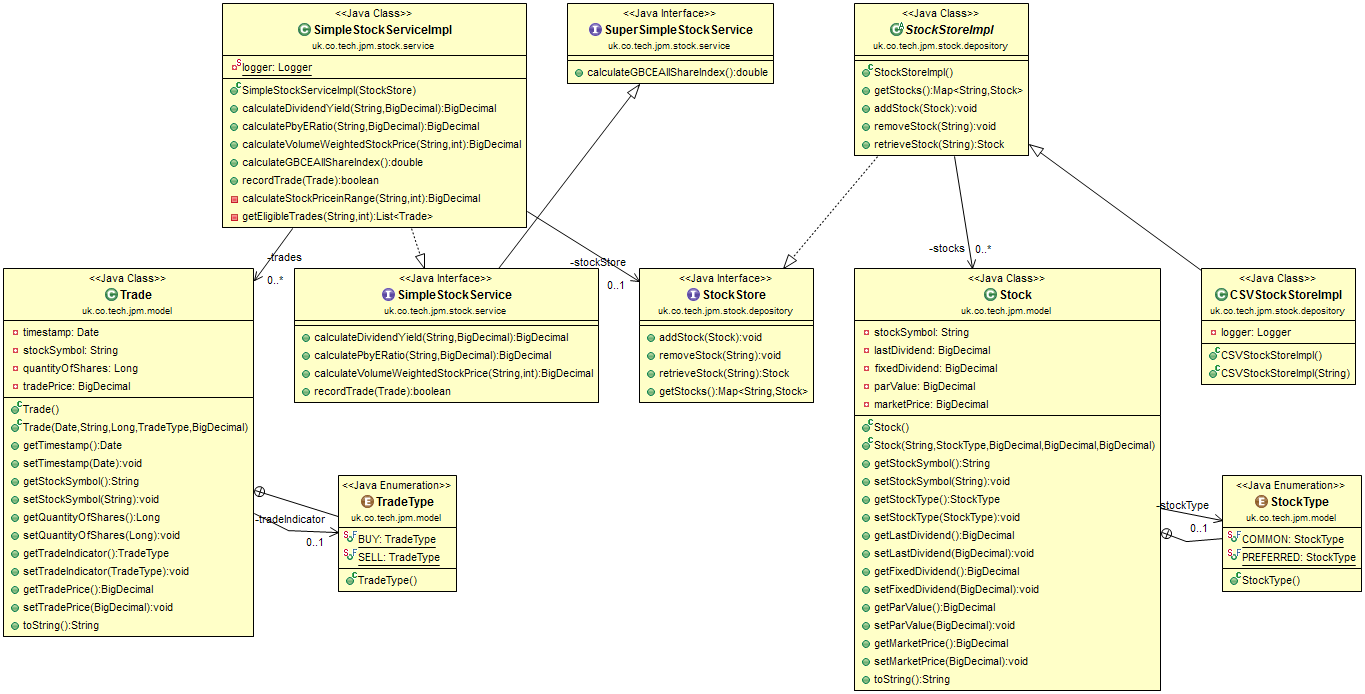 <<Java Class>>
SimpleStockServiceImpl
uk.co.tech.jpm.stock.service
logger: Logger
SimpleStockServiceImpl(StockStore)
calculateDividendYield(String,BigDecimal):BigDecimal
calculatePbyERatio(String,BigDecimal):BigDecimal
calculateVolumeWeightedStockPrice(String,int):BigDecimal
calculateGBCEAllShareIndex():double
recordTrade(Trade):boolean
calculateStockPriceinRange(String,int):BigDecimal
getEligibleTrades(String,int):List<Trade>
<<Java Interface>>
SuperSimpleStockService
uk.co.tech.jpm.stock.service
calculateGBCEAllShareIndex():double
<<Java Class>>
StockStoreImpl
uk.co.tech.jpm.stock.depository
StockStoreImpl()
getStocks():Map<String,Stock>
addStock(Stock):void
removeStock(String):void
retrieveStock(String):Stock
-trades
0..*
-stockStore
0..1
-stocks
0..*
<<Java Class>>
Trade
uk.co.tech.jpm.model
timestamp: Date
stockSymbol: String
quantityOfShares: Long
tradePrice: BigDecimal
Trade()
Trade(Date,String,Long,TradeType,BigDecimal)
getTimestamp():Date
setTimestamp(Date):void
getStockSymbol():String
setStockSymbol(String):void
getQuantityOfShares():Long
setQuantityOfShares(Long):void
getTradeIndicator():TradeType
setTradeIndicator(TradeType):void
getTradePrice():BigDecimal
setTradePrice(BigDecimal):void
toString():String
<<Java Interface>>
SimpleStockService
uk.co.tech.jpm.stock.service
calculateDividendYield(String,BigDecimal):BigDecimal
calculatePbyERatio(String,BigDecimal):BigDecimal
calculateVolumeWeightedStockPrice(String,int):BigDecimal
recordTrade(Trade):boolean
<<Java Interface>>
StockStore
uk.co.tech.jpm.stock.depository
addStock(Stock):void
removeStock(String):void
retrieveStock(String):Stock
getStocks():Map<String,Stock>
<<Java Class>>
Stock
uk.co.tech.jpm.model
stockSymbol: String
lastDividend: BigDecimal
fixedDividend: BigDecimal
parValue: BigDecimal
marketPrice: BigDecimal
Stock()
Stock(String,StockType,BigDecimal,BigDecimal,BigDecimal)
getStockSymbol():String
setStockSymbol(String):void
getStockType():StockType
setStockType(StockType):void
getLastDividend():BigDecimal
setLastDividend(BigDecimal):void
getFixedDividend():BigDecimal
setFixedDividend(BigDecimal):void
getParValue():BigDecimal
setParValue(BigDecimal):void
getMarketPrice():BigDecimal
setMarketPrice(BigDecimal):void
toString():String
<<Java Class>>
CSVStockStoreImpl
uk.co.tech.jpm.stock.depository
logger: Logger
CSVStockStoreImpl()
CSVStockStoreImpl(String)
-tradeIndicator
0..1
<<Java Enumeration>>
TradeType
uk.co.tech.jpm.model
BUY: TradeType
SELL: TradeType
TradeType()
-stockType
0..1
<<Java Enumeration>>
StockType
uk.co.tech.jpm.model
COMMON: StockType
PREFERRED: StockType
StockType()